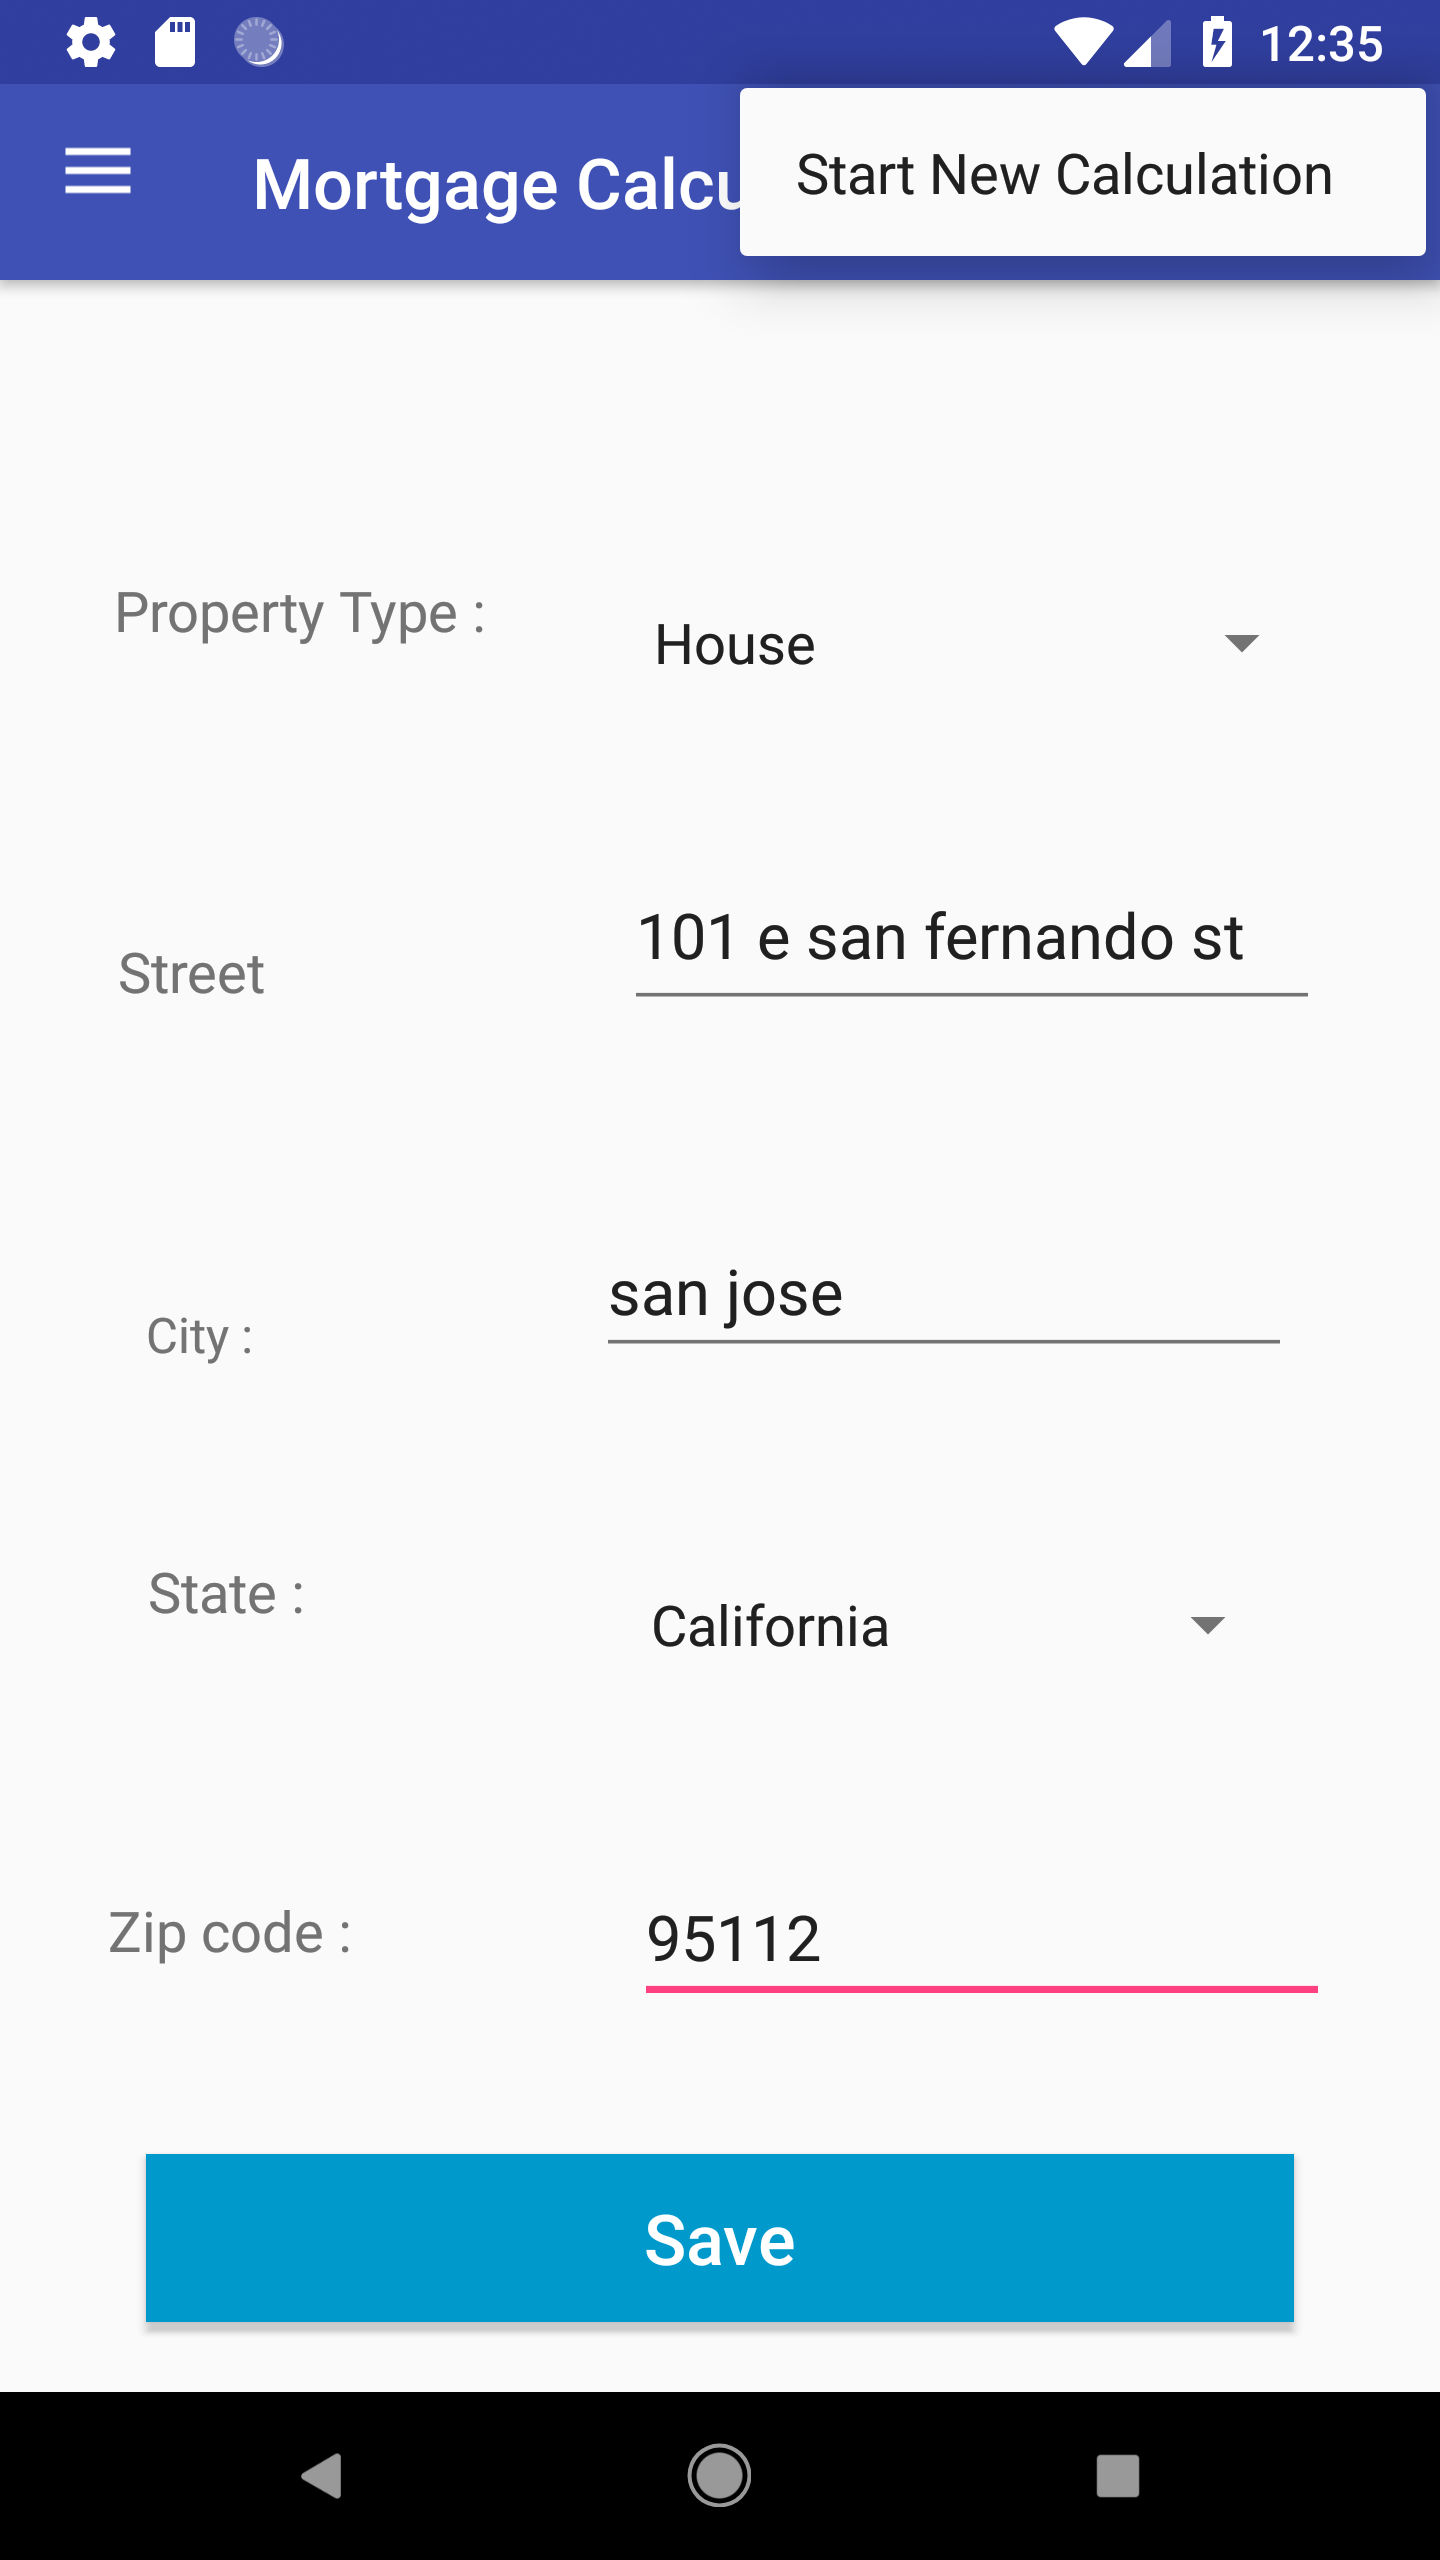 12:35
Mortgage Calcu
Start New Calculation
Property Type :
House
101 e san fernando st
Street
san jose
City :
State :
California
Zip code :
95112
Save